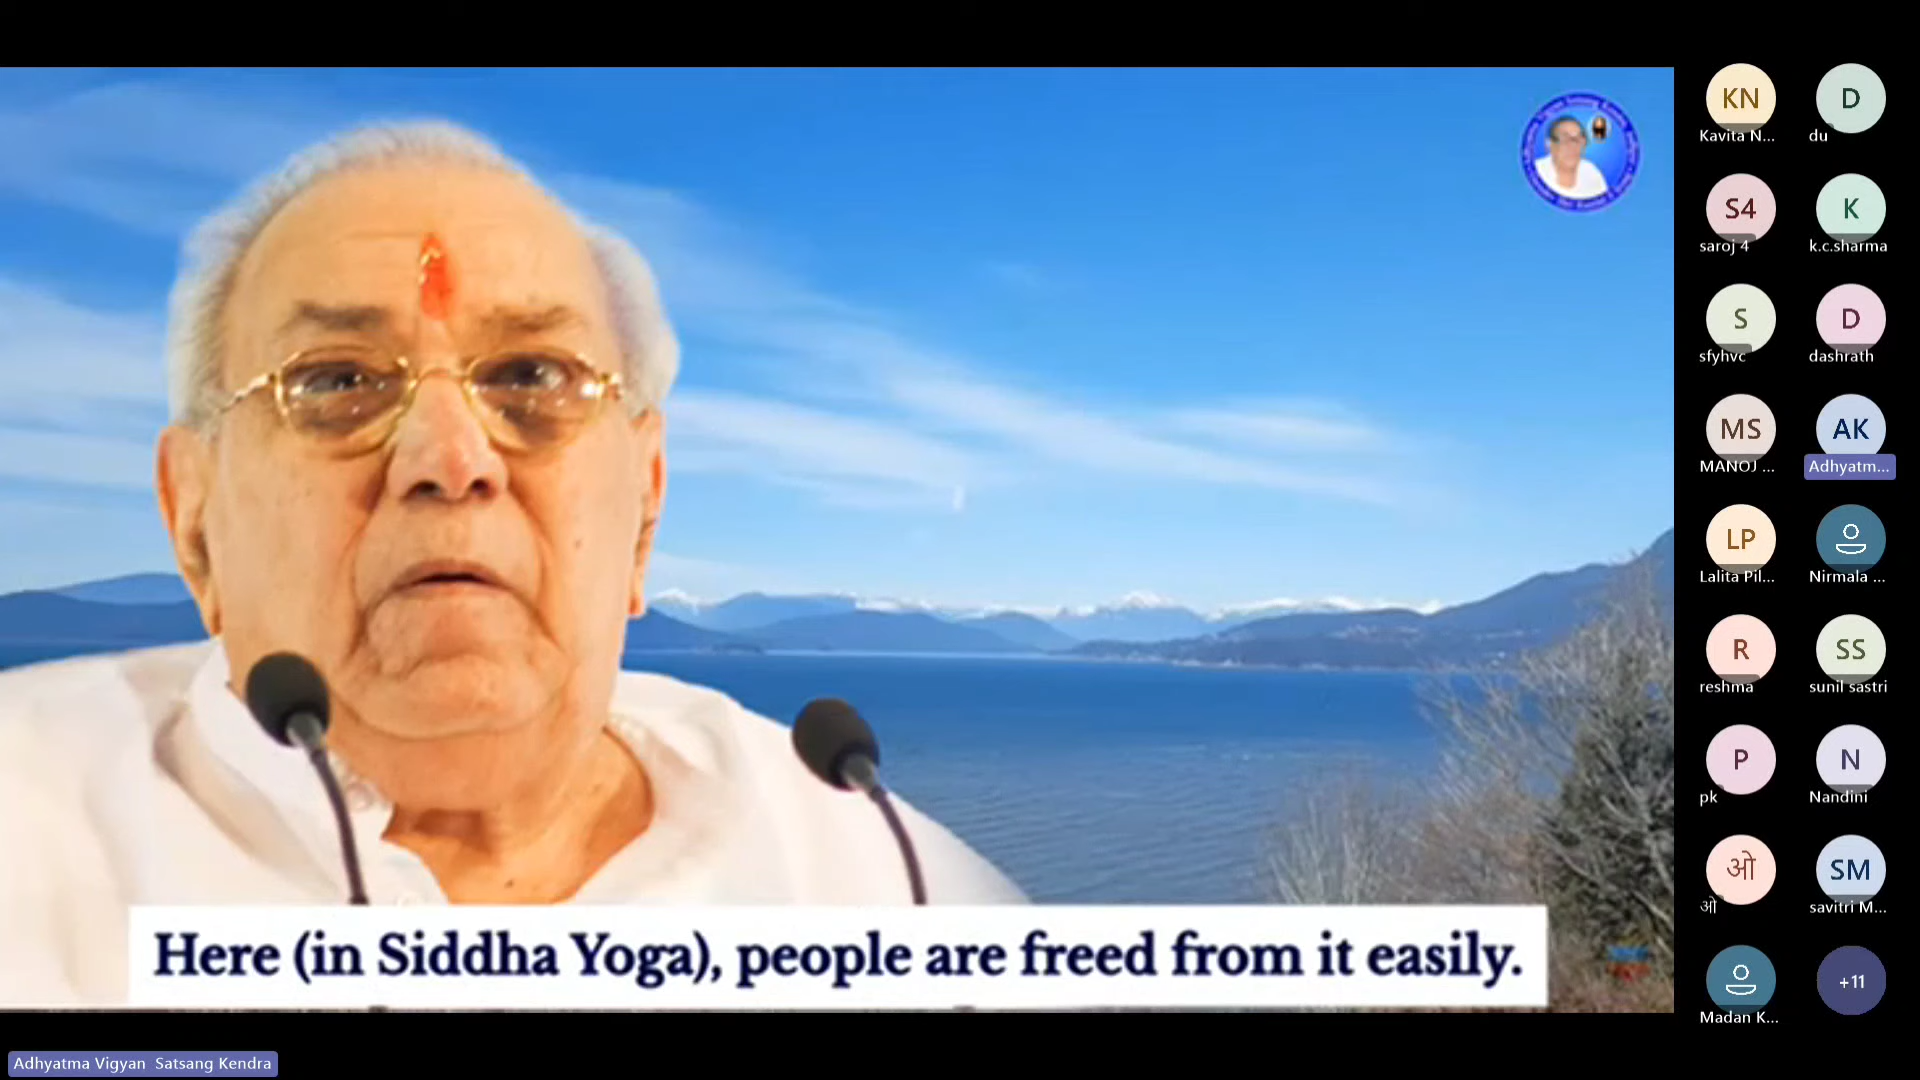 KN
D
Kavita N...
du
S4
K
saroj 4
k.c.sharma
S
D
sfyhvc
dashrath
MS
AK
MANOJ ...
Adhyatm...
LP
Lalita Pil...
Nirmala ...
R
SS
reshma
sunil sastri
P
N
pk
Nandini
ओ
SM
ओ
savitri M...
+11
Madan K...
Here (in Siddha Yoga), people are freed from it easily.
Adhyatma Vigyan Satsang Kendra